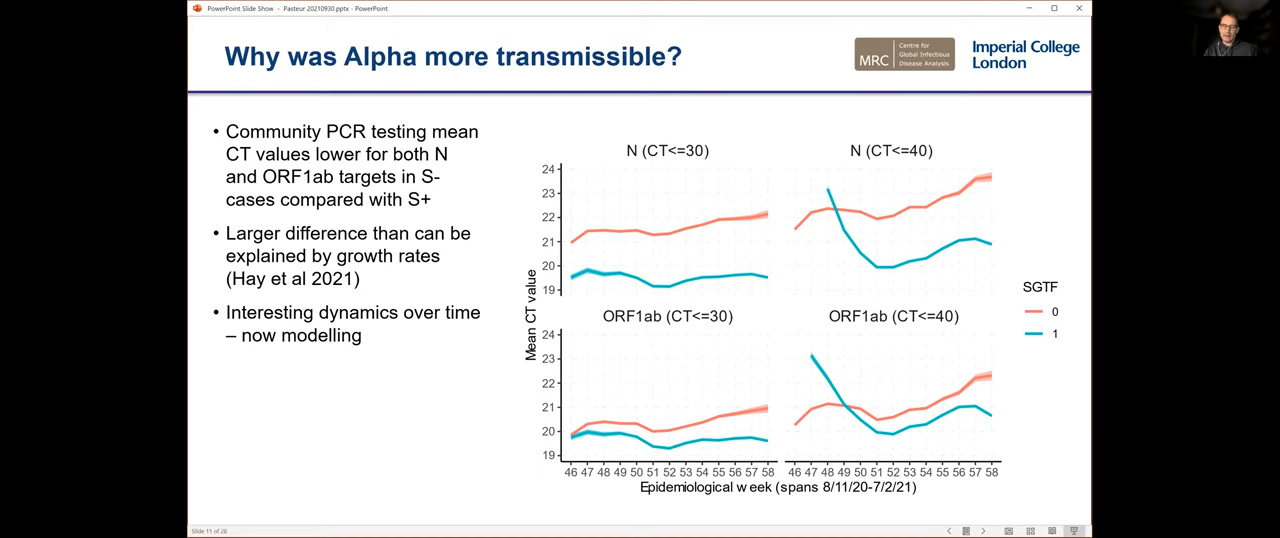 PowerPoint Slide Show - Pasteur 20210930.pptx - PowerPoint
Why was Alpha more transmissible?
MRC
Centre for
Global Infectious
Disease Analysis
Imperial College
London
• Community PCR testing mean
CT values lower for both N
and ORF1ab targets in S-
cases compared with S+
• Larger difference than can be
explained by growth rates
(Hay et al 2021)
• Interesting dynamics over time
– now modelling
N (CT<=30)
N (CT<=40)
24
23
22
21
20
19
ORF1ab (CT<=30)
ORF1ab (CT<=40)
24
23
22
21
20
19
Mean CT value
46 47 48 49 50 51 52 53 54 55 56 57 58
46 47 48 49 50 51 52 53 54 55 56 57 58
Epidemiological week (spans 8/11/20-7/2/21)
SGTF
0
1
Slide 11 of 28